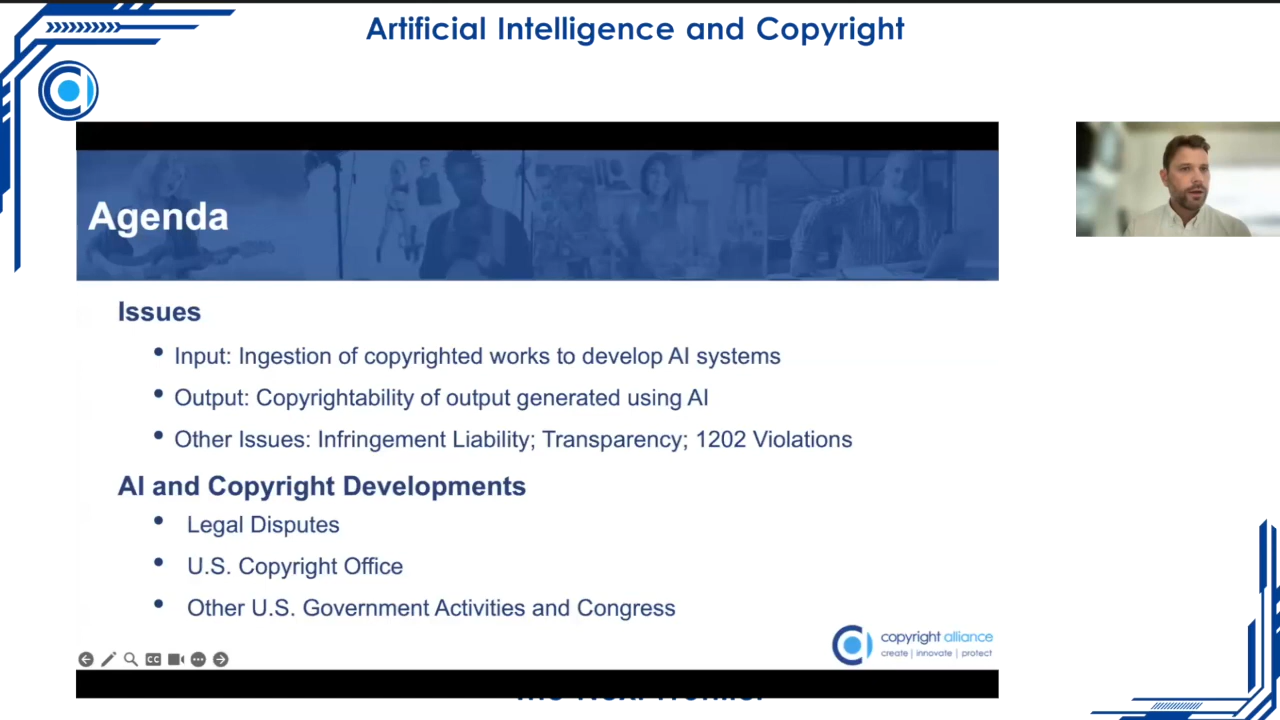 Artificial Intelligence and Copyright
Agenda
Issues
• Input: Ingestion of copyrighted works to develop AI systems
• Output: Copyrightability of output generated using AI
• Other Issues: Infringement Liability; Transparency; 1202 Violations
AI and Copyright Developments
• Legal Disputes
• U.S. Copyright Office
• Other U.S. Government Activities and Congress
CC
copyright alliance
create | innovate | protect